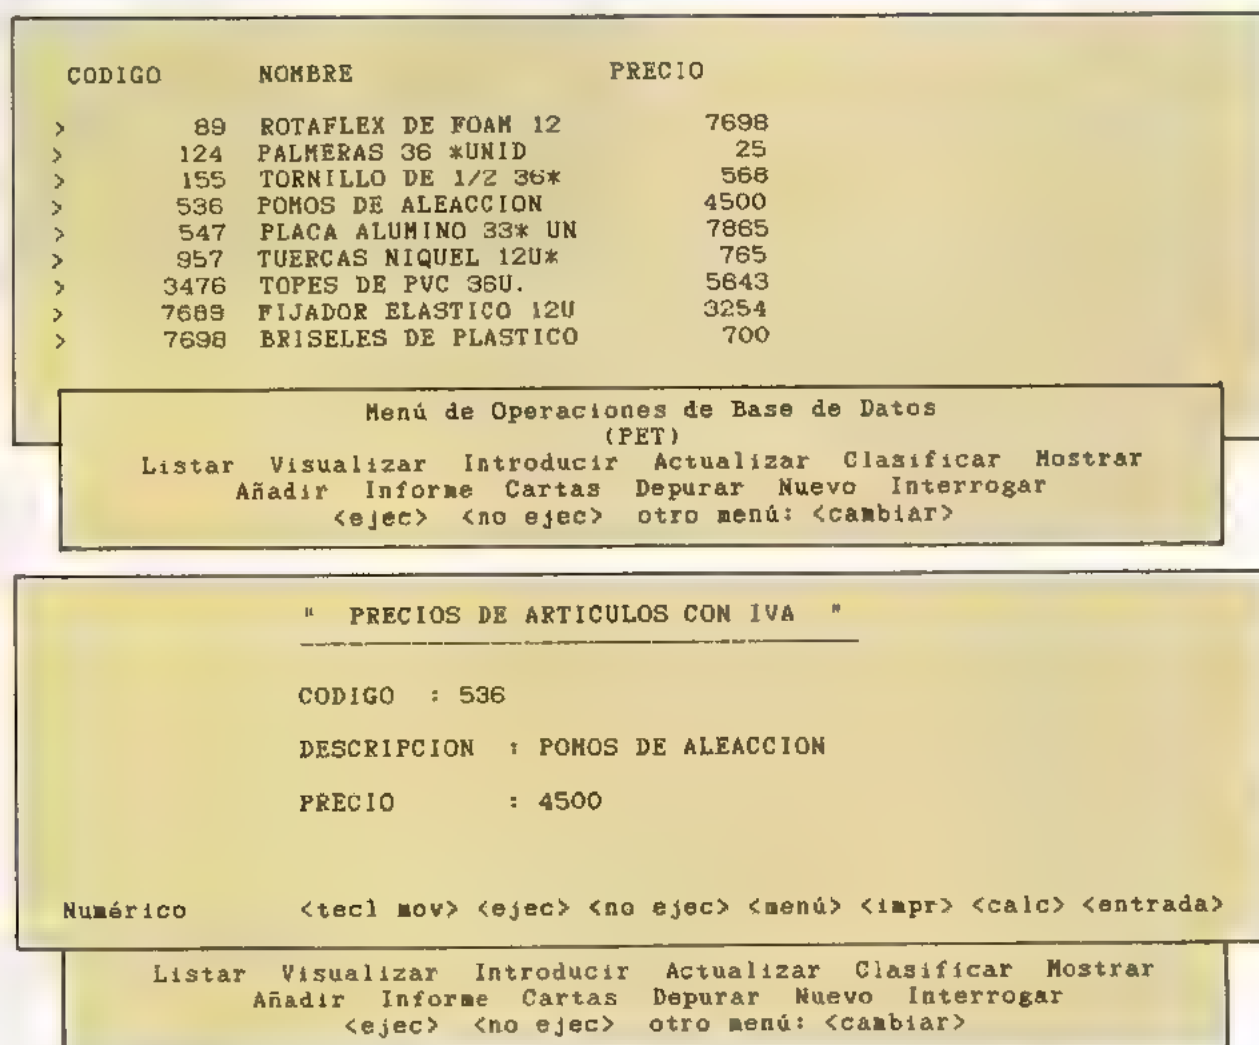 CODIGO NOMBRE PRECIO
> 89 ROTAFLEX DE FOAM 12 7698
> 124 PALMERAS 36 *UNID 25
> 155 TORNILLO DE 1/2 36* 568
> 536 POMOS DE ALEACCION 4500
> 547 PLACA ALUMINO 33* UN 7865
> 957 TUERCAS NIQUEL 12U* 765
> 3476 TOPES DE PVC 36U. 5643
> 7689 FIJADOR ELASTICO 12U 3254
> 7698 BRISELES DE PLASTICO 700
Menú de Operaciones de Base de Datos
(PET)
Listar Visualizar Introducir Actualizar Clasificar Mostrar
Añadir Informe Cartas Depurar Nuevo Interrogar
<ejec> <no ejec> otro menú: <cambiar>
" PRECIOS DE ARTICULOS CON IVA "
CODIGO : 536
DESCRIPCION : POMOS DE ALEACCION
PRECIO : 4500
Numérico <tecl mov> <ejec> <no ejec> <menú> <impr> <calc> <entrada>
Listar Visualizar Introducir Actualizar Clasificar Mostrar
Añadir Informe Cartas Depurar Nuevo Interrogar
<ejec> <no ejec> otro menú: <cambiar>